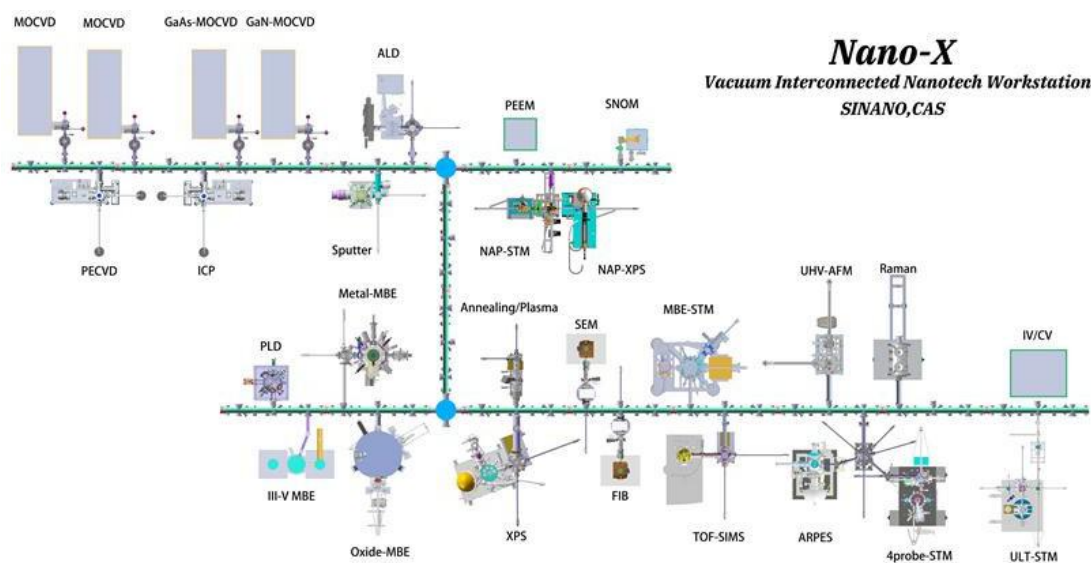 MOCVD
MOCVD
GaAs-MOCVD
GaN-MOCVD
ALD
PEEM
SNOM
Nano-X
Vacuum Interconnected Nanotech Workstation
SINANO,CAS
PECVD
ICP
Sputter
NAP-STM
NAP-XPS
Metal-MBE
Annealing/Plasma
SEM
MBE-STM
UHV-AFM
Raman
PLD
IV/CV
III-V MBE
Oxide-MBE
XPS
FIB
TOF-SIMS
ARPES
4probe-STM
ULT-STM